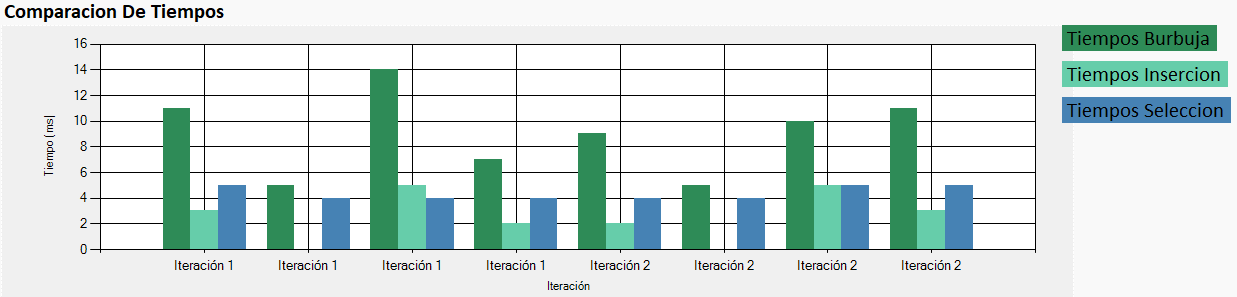 Comparacion De Tiempos
Tiempos Burbuja
Tiempos Insercion
Tiempos Seleccion
16
14
12
10
8
6
4
2
0
Tiempo (ms|
Iteración 1 Iteración 1 Iteración 1 Iteración 1 Iteración 2 Iteración 2 Iteración 2 Iteración 2
Iteración